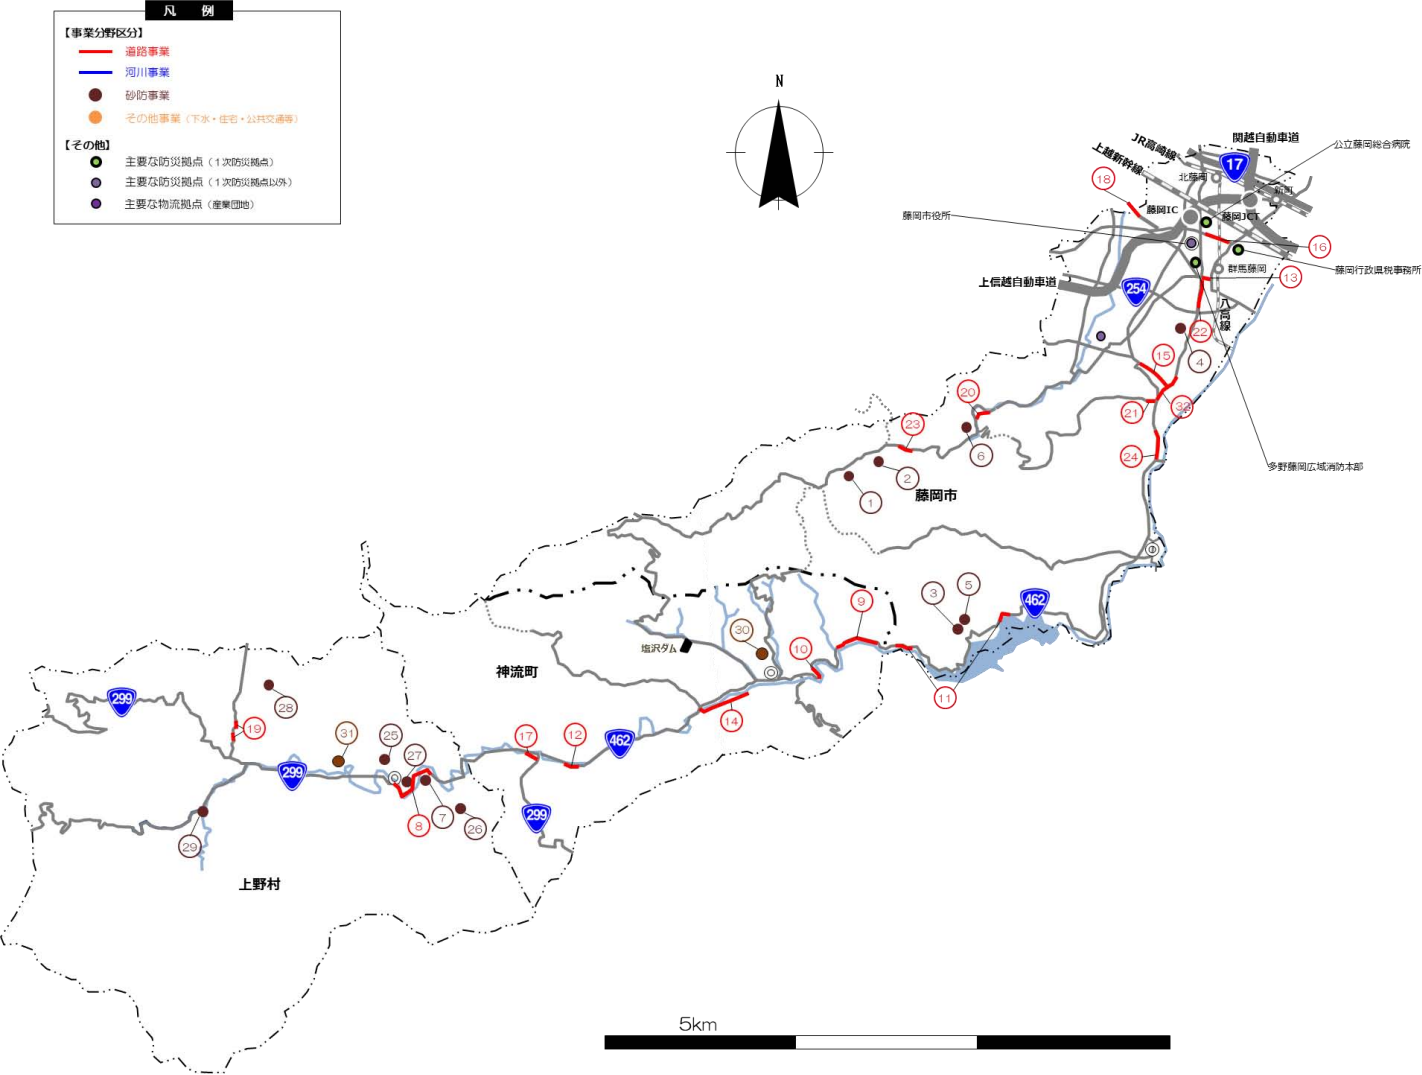 凡 例
【事業分野区分】
道路事業
河川事業
砂防事業
その他事業（下水・住宅・公共交通等）
【その他】
主要な防災拠点（１次防災拠点）
主要な防災拠点（１次防災拠点以外）
主要な物流拠点（産業団地）
N
JR高崎線
関越自動車道
公立藤岡総合病院
上越新幹線
17
北藤岡
新町
18
藤岡IC
藤岡JCT
藤岡市役所
16
群馬藤岡
藤岡行政県税事務所
13
上信越自動車道
254
八高線
22
4
15
20
21
32
23
6
24
2
1
多野藤岡広域消防本部
藤岡市
5
3
462
9
30
10
塩沢ダム
神流町
11
14
28
299
19
31
25
17
12
462
27
299
7
8
26
299
29
上野村
5km